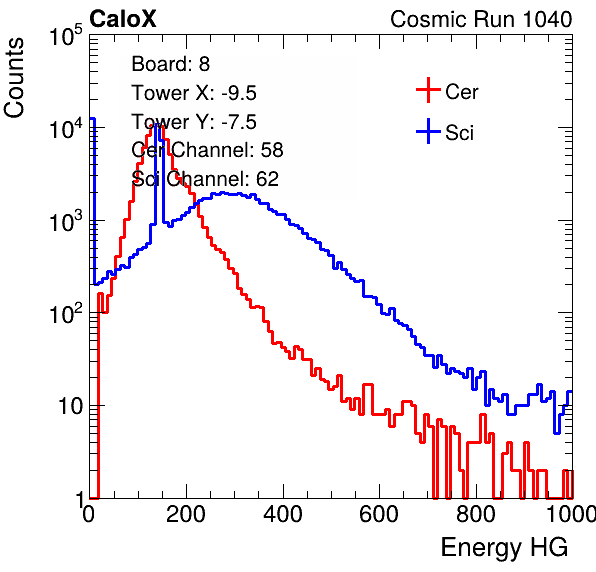 CaloX Cosmic Run 1040
Counts
10^5
10^4
10^3
10^2
10
1
Board: 8
Tower X: -9.5
Tower Y: -7.5
Cer Channel: 58
Sci Channel: 62
Cer
Sci
0 200 400 600 800 1000
Energy HG